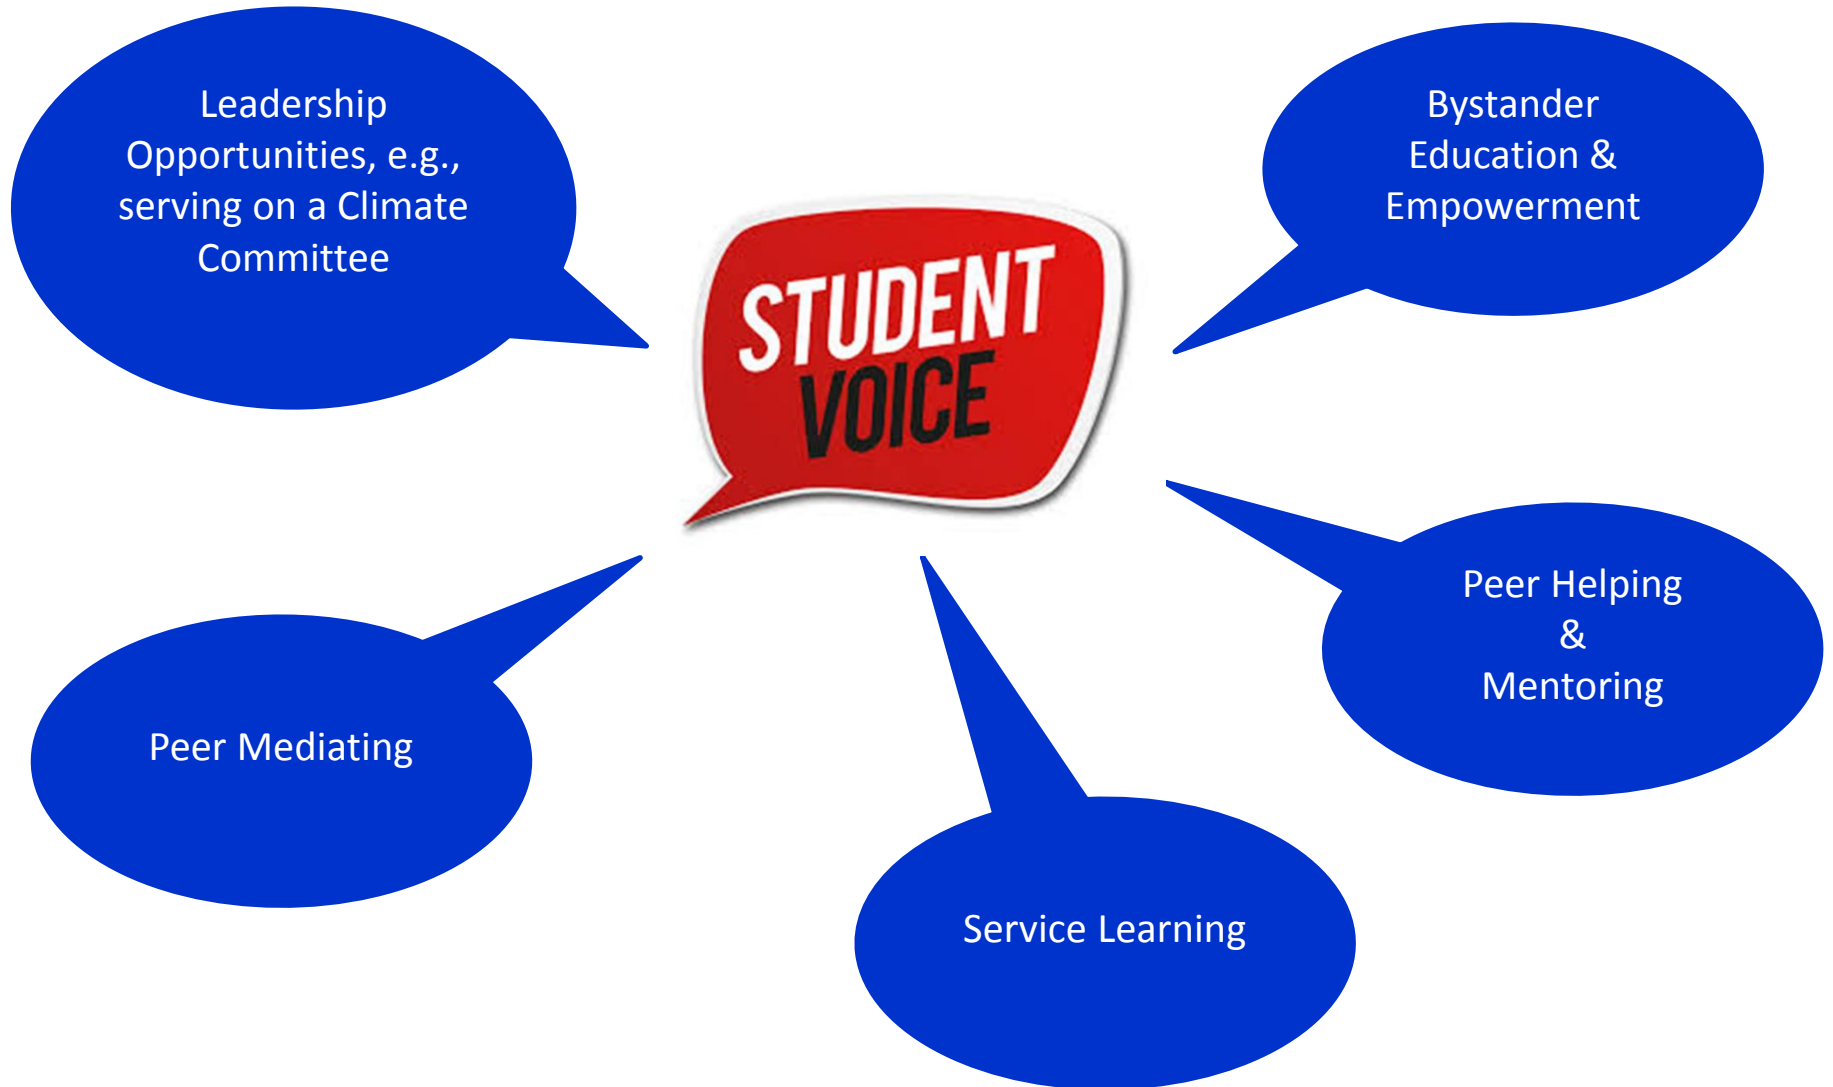 Leadership
Opportunities, e.g.,
serving on a Climate
Committee
Bystander
Education &
Empowerment
STUDENT
VOICE
Peer Helping
&
Mentoring
Peer Mediating
Service Learning